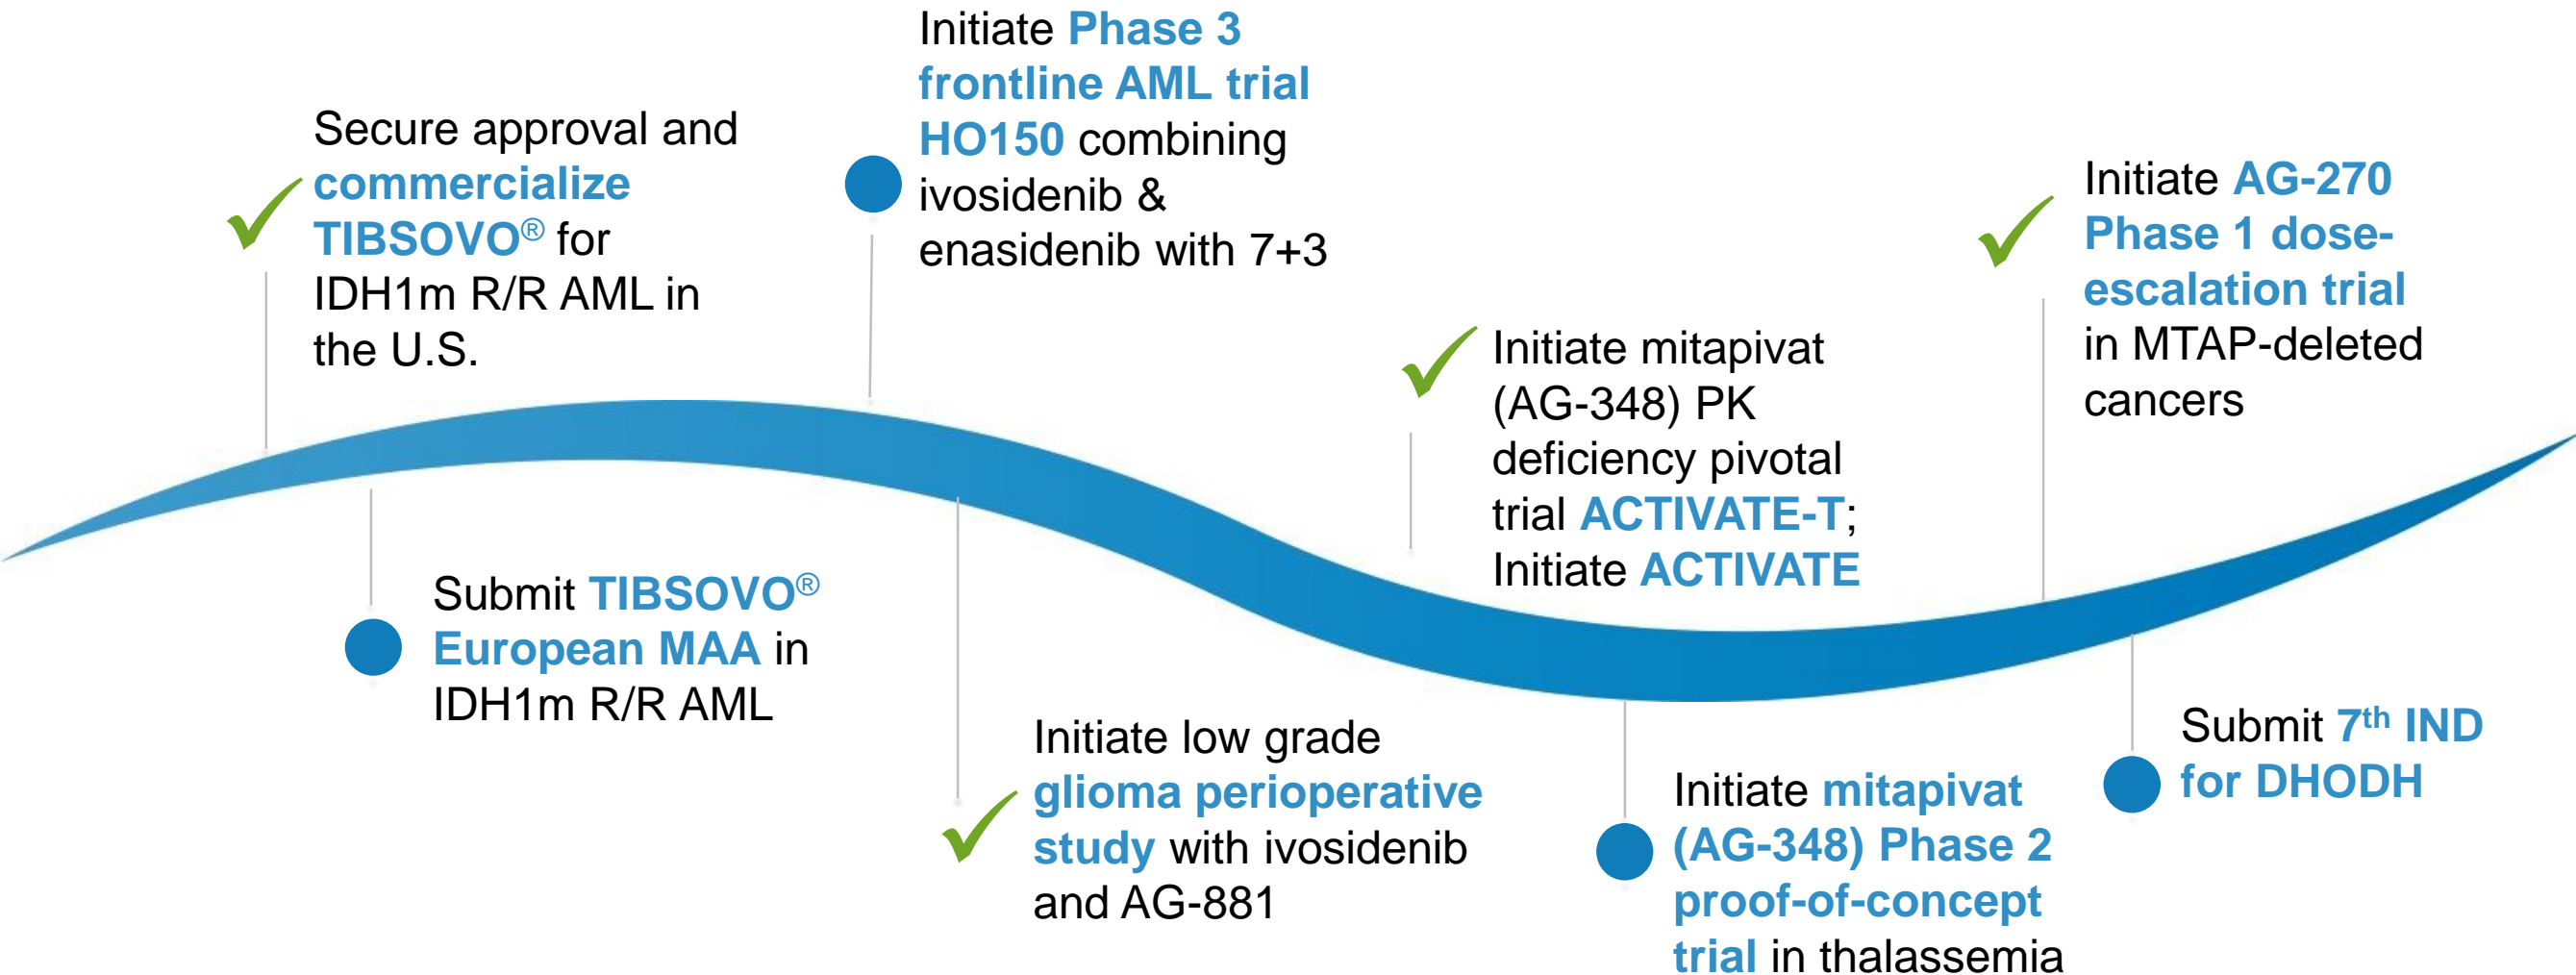 Secure approval and
commercialize
TIBSOVO® for
IDH1m R/R AML in
the U.S.
Submit TIBSOVO®
European MAA in
IDH1m R/R AML
Initiate Phase 3
frontline AML trial
HO150 combining
ivosidenib &
enasidenib with 7+3
Initiate low grade
glioma perioperative
study with ivosidenib
and AG-881
Initiate mitapivat
(AG-348) PK
deficiency pivotal
trial ACTIVATE-T;
Initiate ACTIVATE
Initiate mitapivat
(AG-348) Phase 2
proof-of-concept
trial in thalassemia
Initiate AG-270
Phase 1 dose-
escalation trial
in MTAP-deleted
cancers
Submit 7th IND
for DHODH